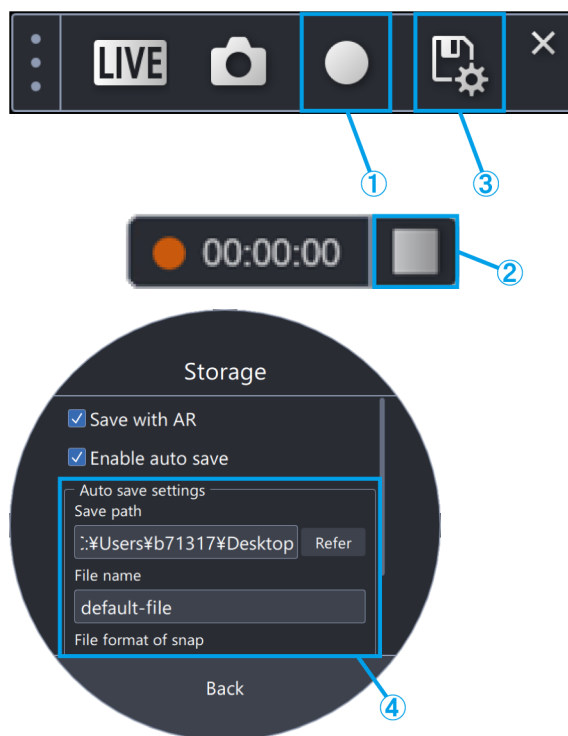 LIVE
①
③
00:00:00
②
Storage
Save with AR
Enable auto save
Auto save settings
Save path
:¥Users¥b71317¥Desktop Refer
File name
default-file
File format of snap
Back
④